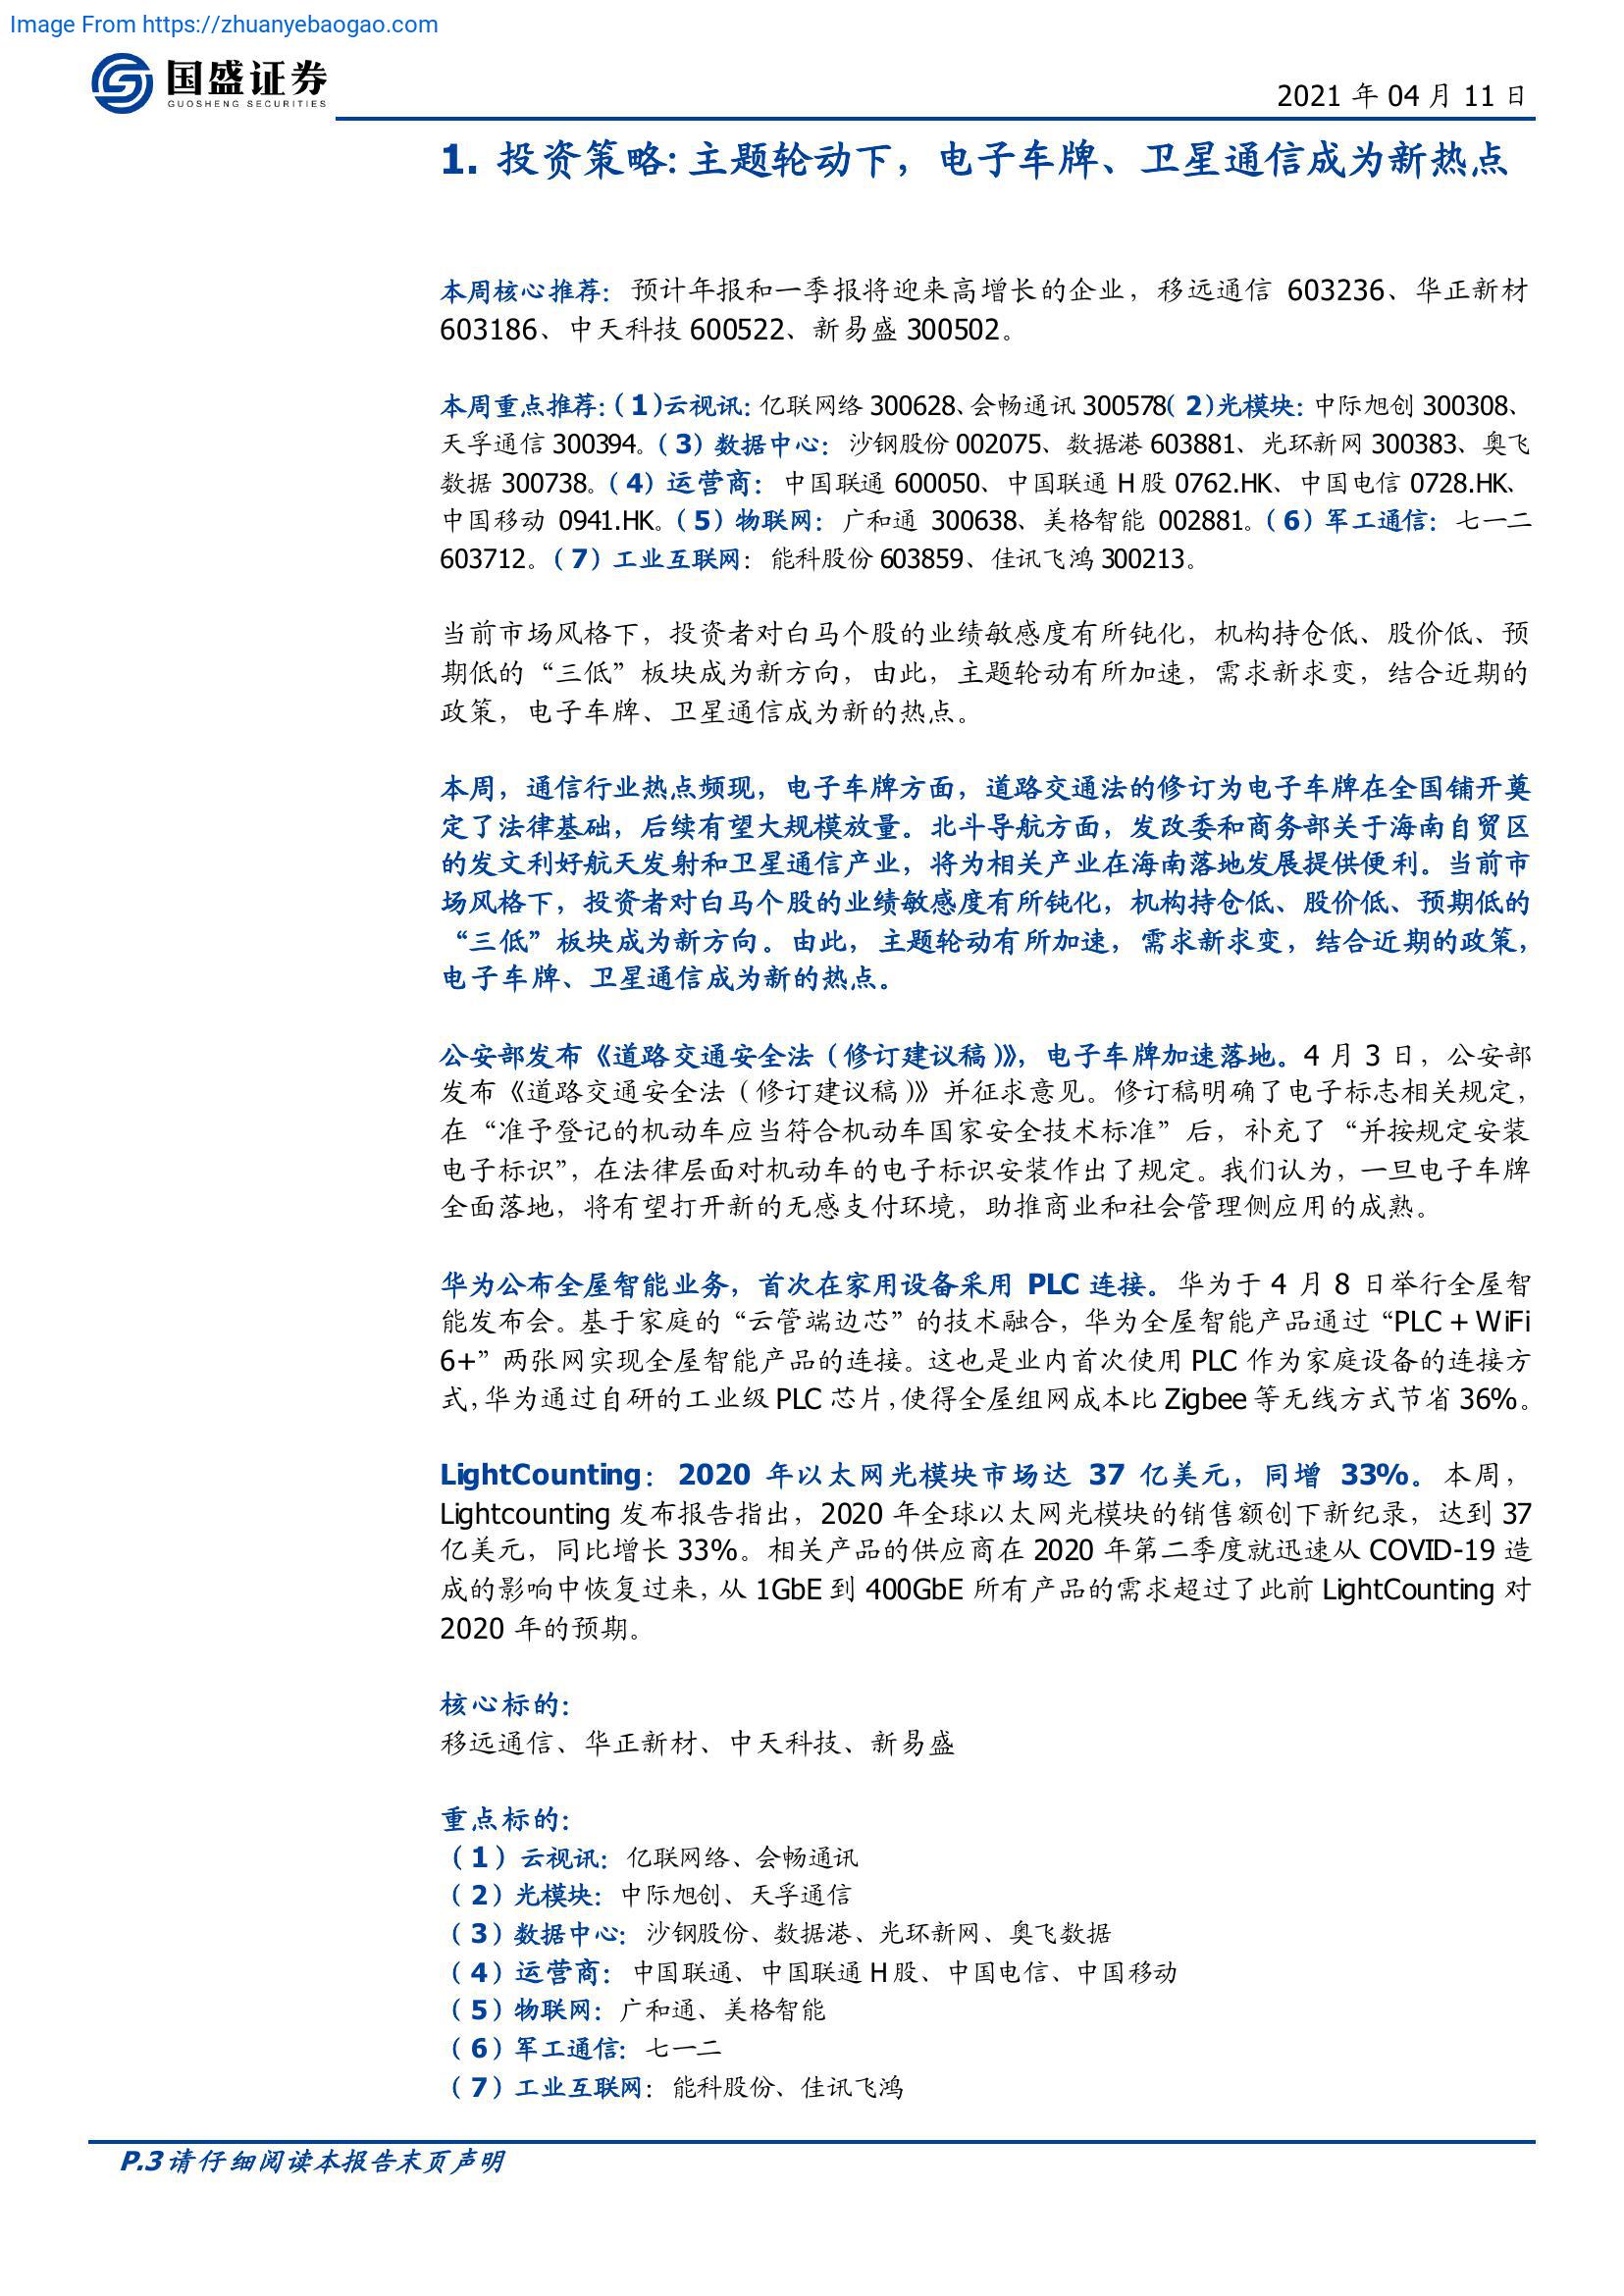 Image From https://zhuanyebaogao.com
国盛证券
GUOSHENG SECURITIES
2021 年 04 月 11 日
1. 投资策略：主题轮动下，电子车牌、卫星通信成为新热点
本周核心推荐：预计年报和一季报将迎来高增长的企业，移远通信 603236、华正新材
603186、中天科技 600522、新易盛 300502。
本周重点推荐：（1）云视讯：亿联网络 300628、会畅通讯 300578（2）光模块：中际旭创 300308、
天孚通信 300394。（3）数据中心：沙钢股份 002075、数据港 603881、光环新网 300383、奥飞
数据 300738。（4）运营商：中国联通 600050、中国联通 H 股 0762.HK、中国电信 0728.HK、
中国移动 0941.HK。（5）物联网：广和通 300638、美格智能 002881。（6）军工通信：七一二
603712。（7）工业互联网：能科股份 603859、佳讯飞鸿 300213。
当前市场风格下，投资者对白马个股的业绩敏感度有所钝化，机构持仓低、股价低、预
期低的“三低”板块成为新方向，由此，主题轮动有所加速，需求新求变，结合近期的
政策，电子车牌、卫星通信成为新的热点。
本周，通信行业热点频现，电子车牌方面，道路交通法的修订为电子车牌在全国铺开奠
定了法律基础，后续有望大规模放量。北斗导航方面，发改委和商务部关于海南自贸区
的发文利好航天发射和卫星通信产业，将为相关产业在海南落地发展提供便利。当前市
场风格下，投资者对白马个股的业绩敏感度有所钝化，机构持仓低、股价低、预期低的
“三低”板块成为新方向。由此，主题轮动有所加速，需求新求变，结合近期的政策，
电子车牌、卫星通信成为新的热点。
公安部发布《道路交通安全法（修订建议稿）》，电子车牌加速落地。4 月 3 日，公安部
发布《道路交通安全法（修订建议稿）》并征求意见。修订稿明确了电子标志相关规定，
在“准予登记的机动车应当符合机动车国家安全技术标准”后，补充了“并按规定安装
电子标识”，在法律层面对机动车的电子标识安装作出了规定。我们认为，一旦电子车牌
全面落地，将有望打开新的无感支付环境，助推商业和社会管理侧应用的成熟。
华为公布全屋智能业务，首次在家用设备采用 PLC 连接。华为于 4 月 8 日举行全屋智
能发布会。基于家庭的“云管端边芯”的技术融合，华为全屋智能产品通过“PLC + WiFi
6+”两张网实现全屋智能产品的连接。这也是业内首次使用 PLC 作为家庭设备的连接方
式，华为通过自研的工业级 PLC 芯片，使得全屋组网成本比 Zigbee 等无线方式节省 36%。
LightCounting：2020 年以太网光模块市场达 37 亿美元，同增 33%。本周，
Lightcounting 发布报告指出，2020 年全球以太网光模块的销售额创下新纪录，达到 37
亿美元，同比增长 33%。相关产品的供应商在 2020 年第二季度就迅速从 COVID-19 造
成的影响中恢复过来，从 1GbE 到 400GbE 所有产品的需求超过了此前 LightCounting 对
2020 年的预期。
核心标的：
移远通信、华正新材、中天科技、新易盛
重点标的：
（1）云视讯：亿联网络、会畅通讯
（2）光模块：中际旭创、天孚通信
（3）数据中心：沙钢股份、数据港、光环新网、奥飞数据
（4）运营商：中国联通、中国联通 H 股、中国电信、中国移动
（5）物联网：广和通、美格智能
（6）军工通信：七一二
（7）工业互联网：能科股份、佳讯飞鸿
P.3 请仔细阅读本报告末页声明